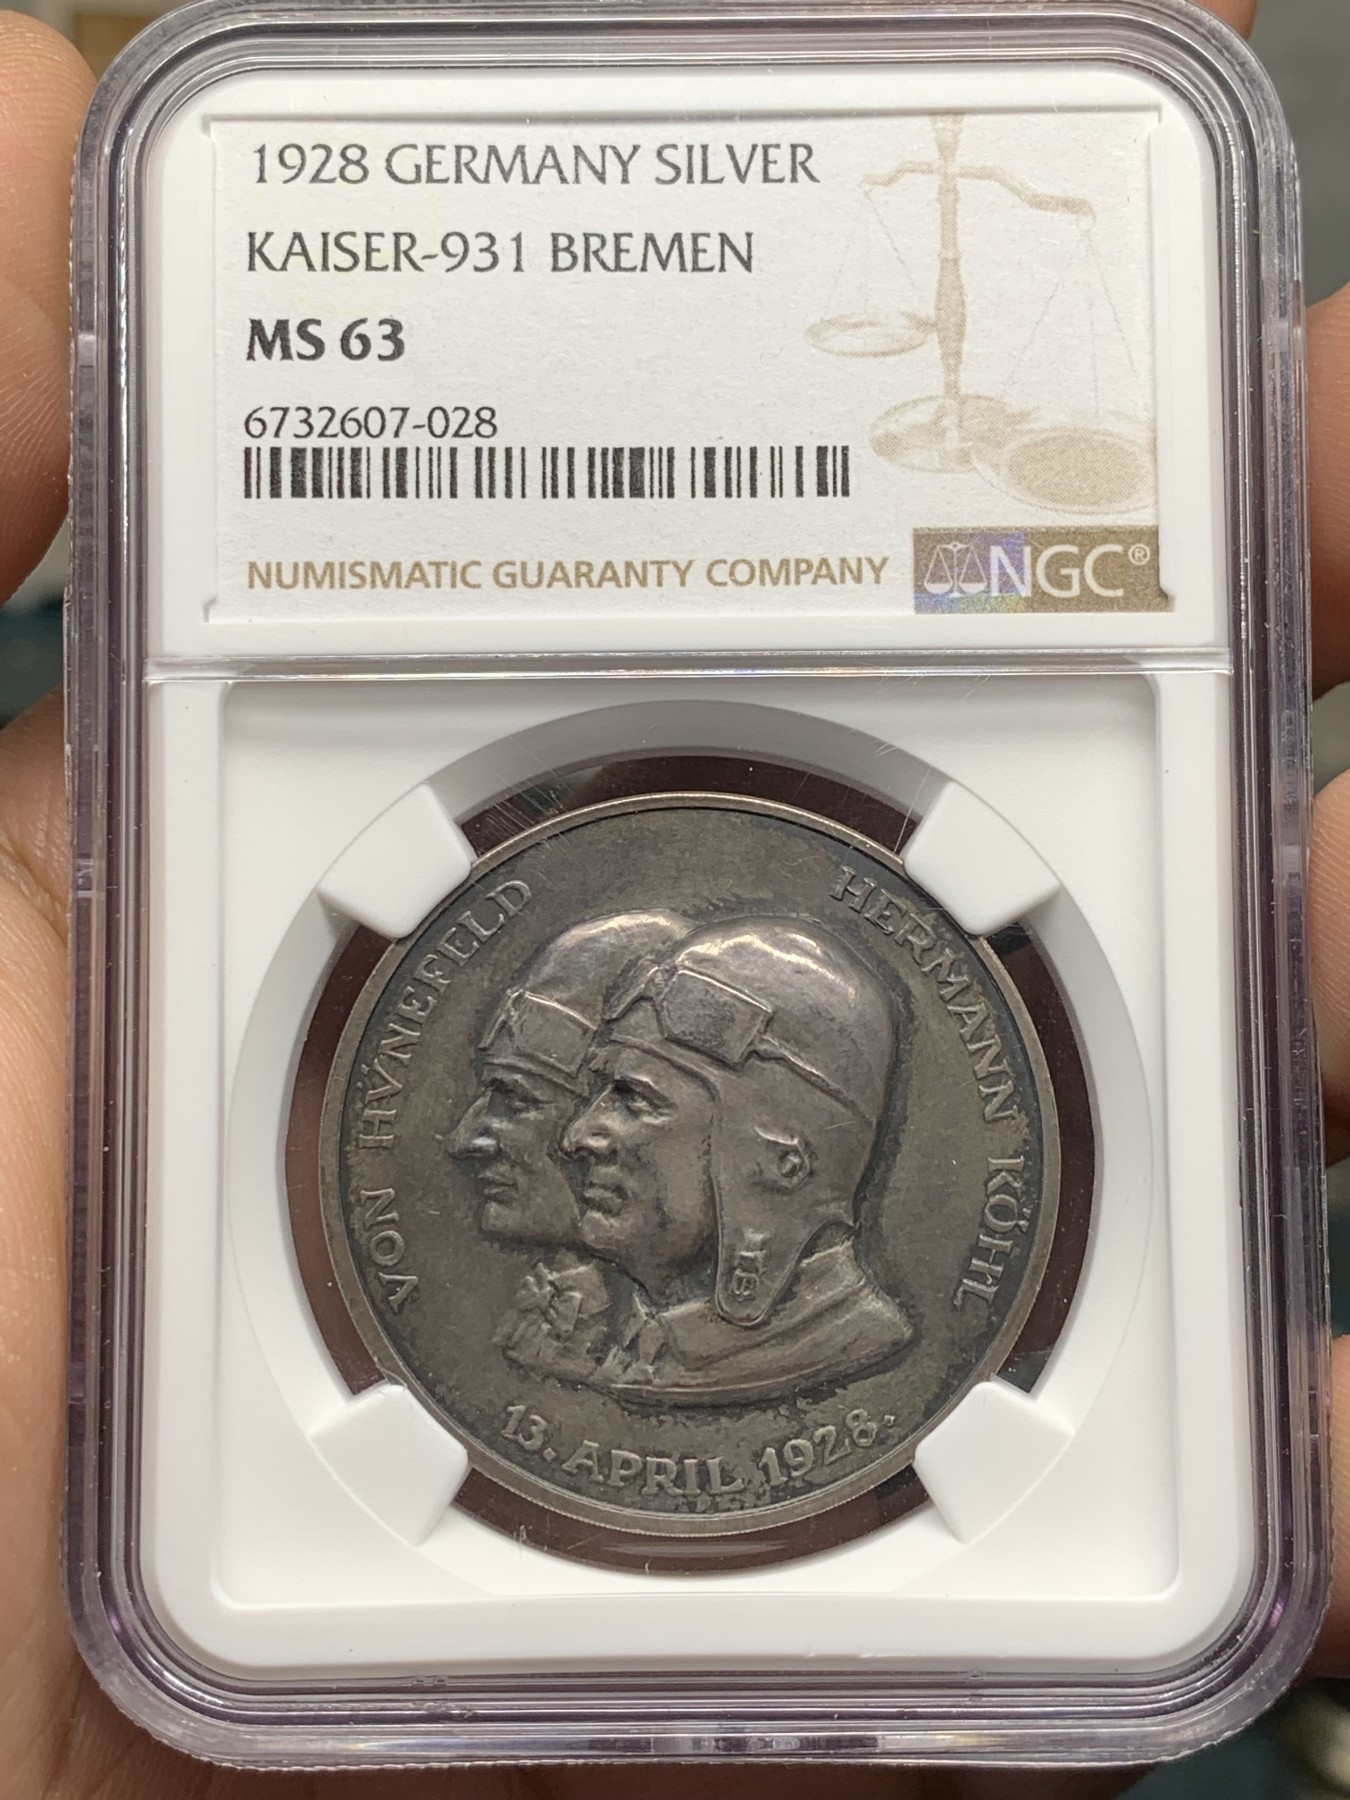 1928 GERMANY SILVER
KAISER-931 BREMEN
MS 63
6732607-028
NUMISMATIC GUARANTY COMPANY NGC®
VON HÜNEFELD
HERMANN KÖHL
13. APRIL 1928.